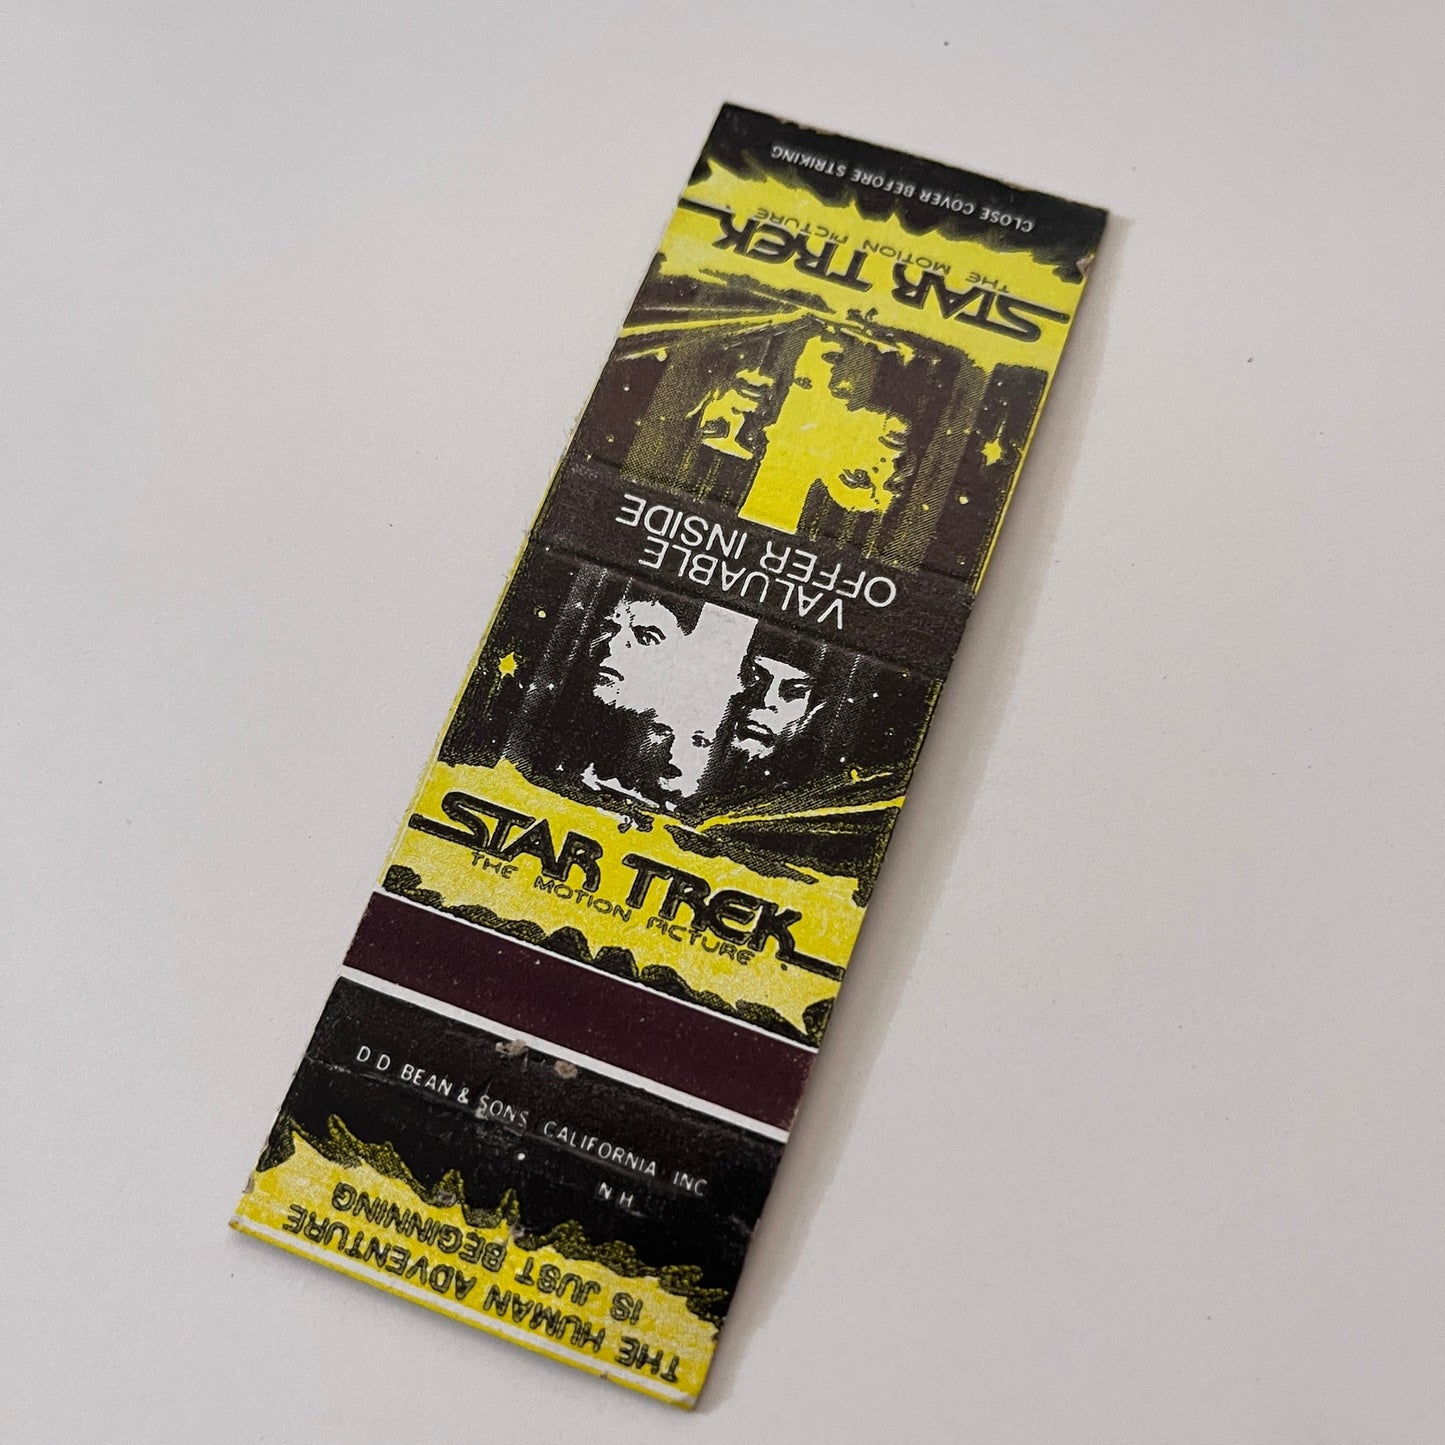 CLOSE COVER BEFORE STRIKING
THE MOTION PICTURE
STAR TREK
VALUABLE
OFFER INSIDE
STAR TREK
THE MOTION PICTURE
D D BEAN & SONS CALIFORNIA INC
N H
THE HUMAN ADVENTURE
IS JUST BEGINNING